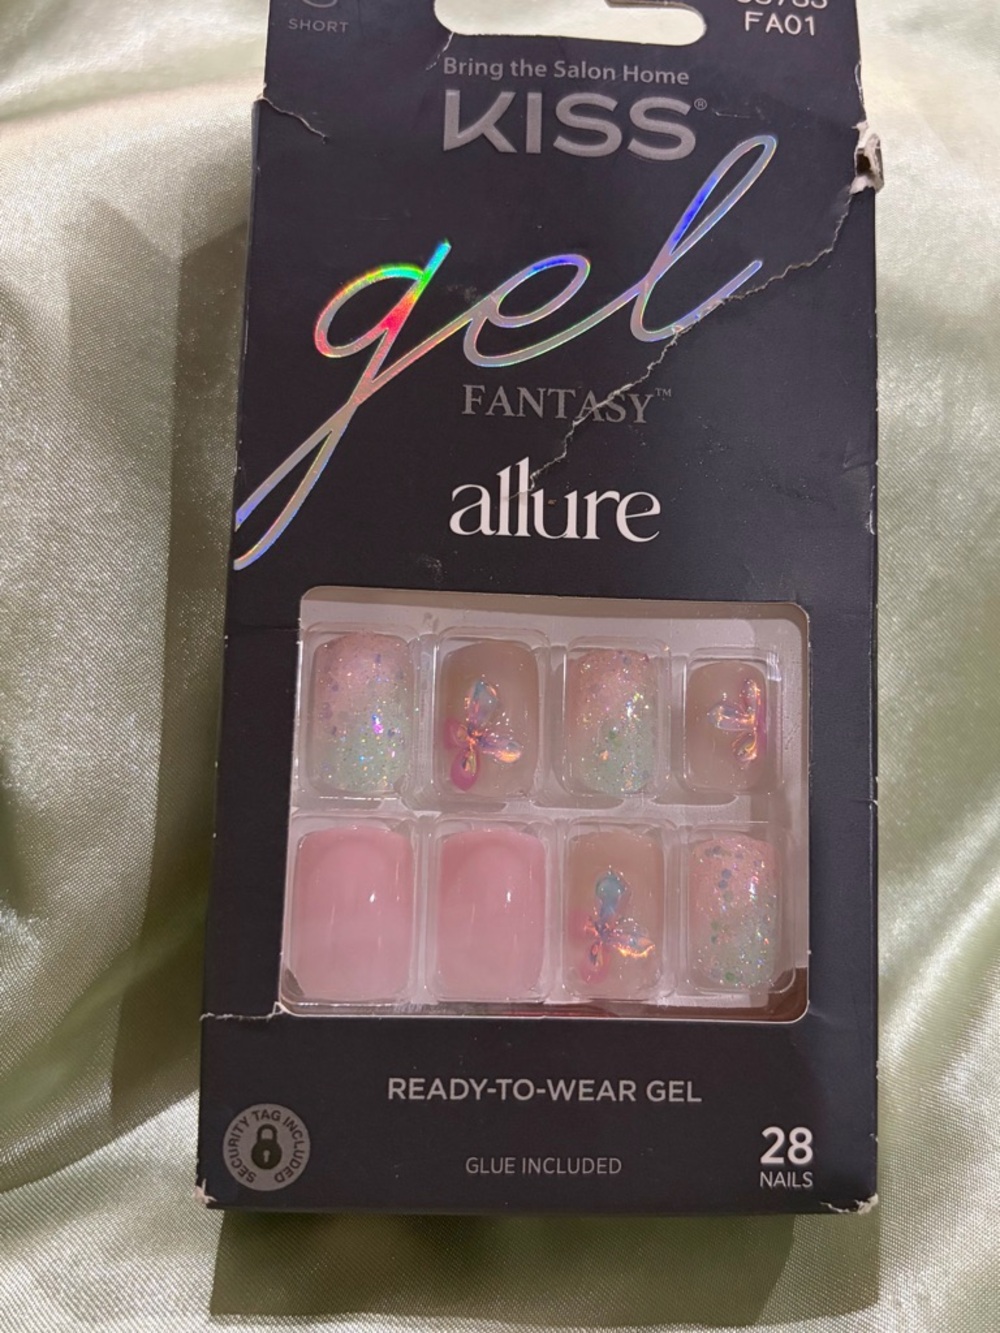 SHORT
FA01
Bring the Salon Home
KISS®
gel
FANTASY™
allure
READY-TO-WEAR GEL
SECURITY TAG INCLUDED
GLUE INCLUDED
28
NAILS